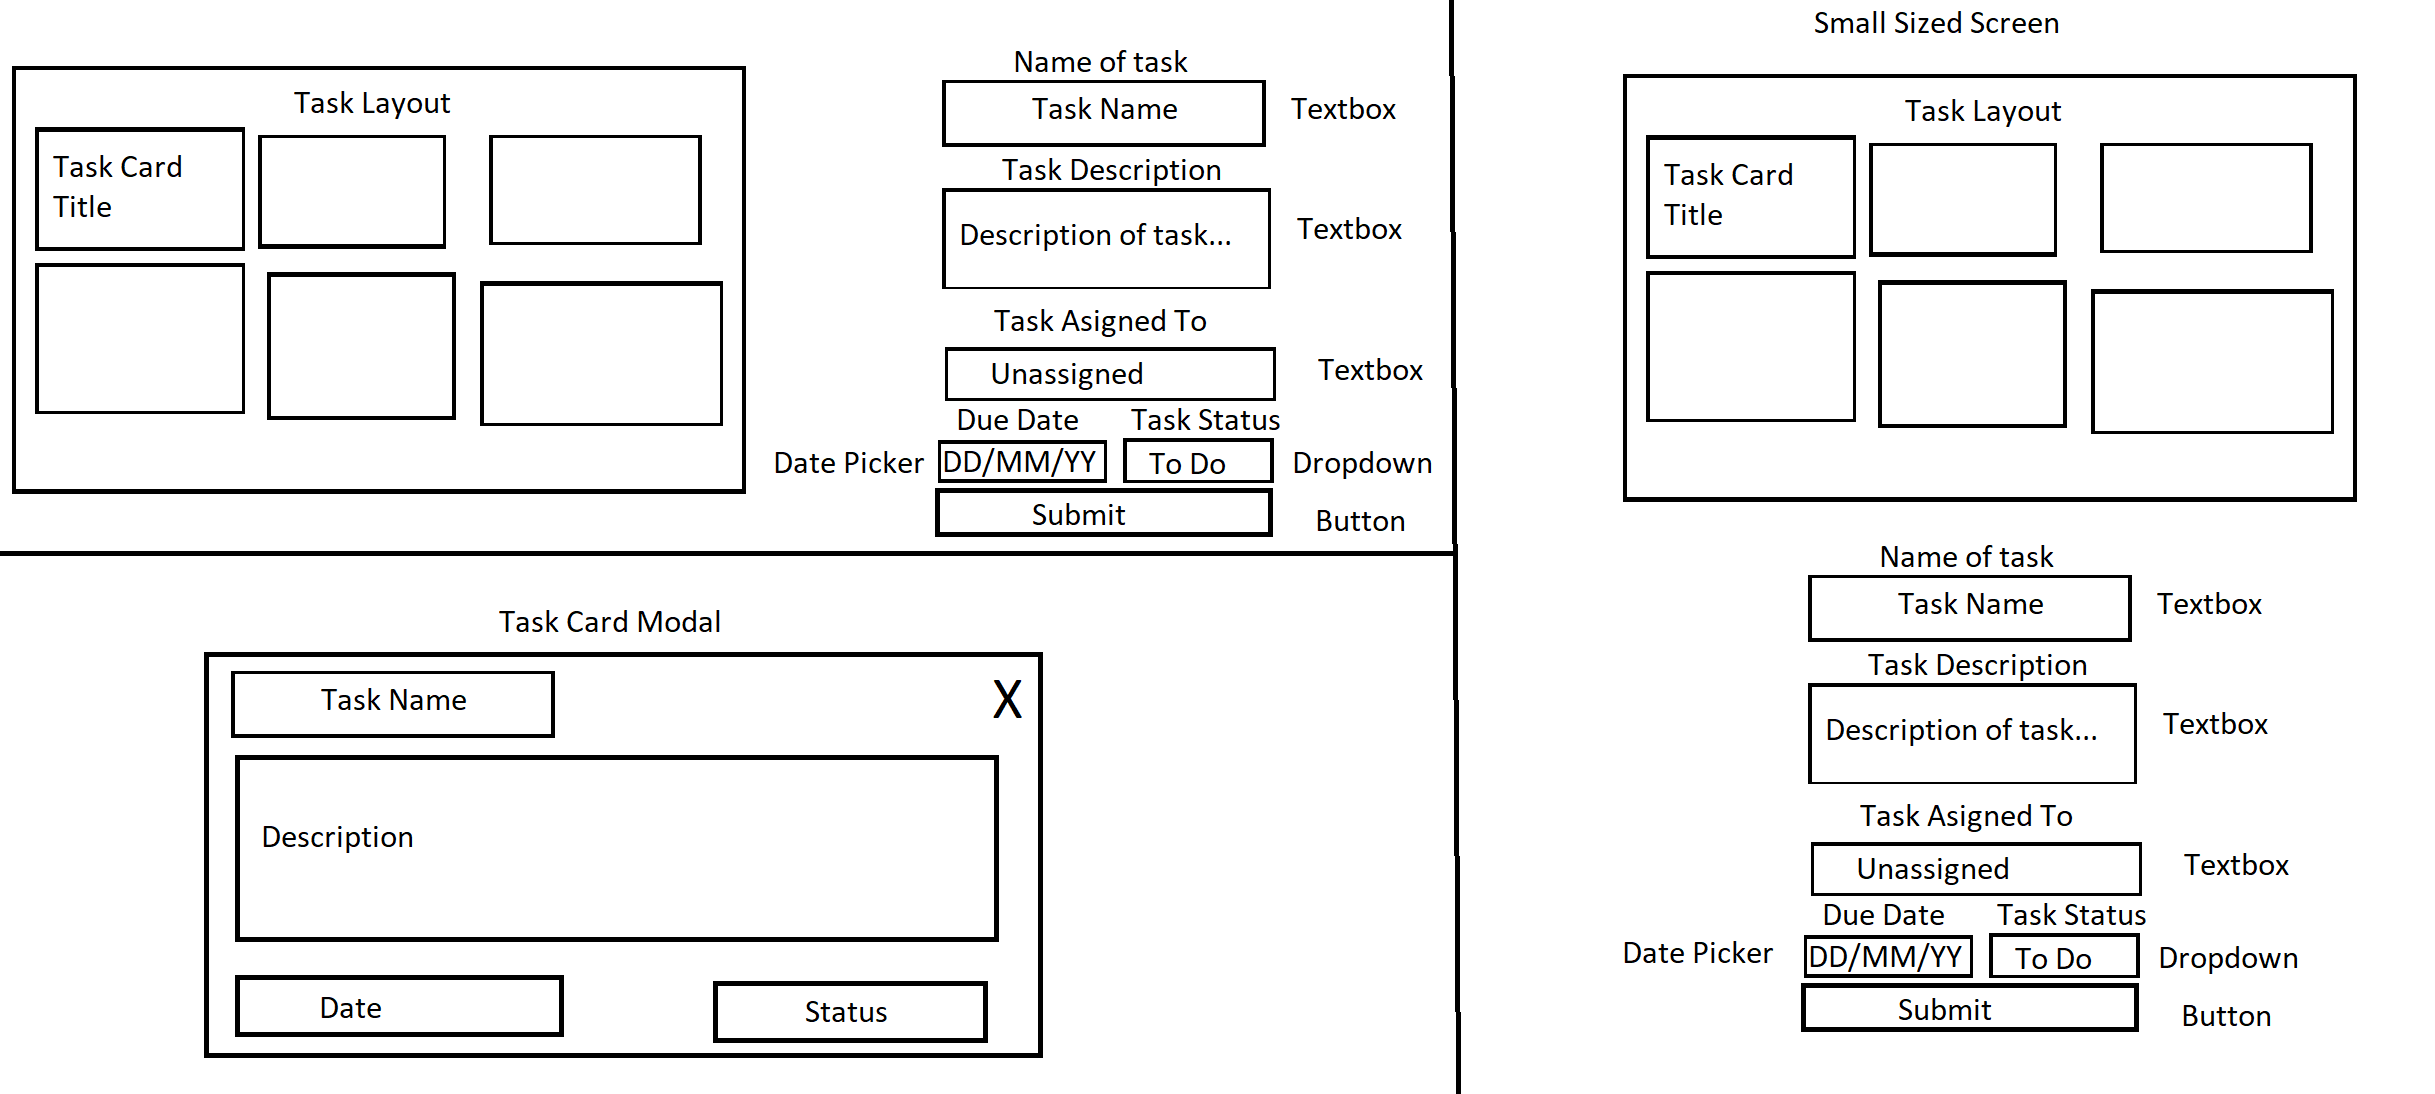 Task Layout
Task Card
Title
Name of task
Task Name
Textbox
Task Description
Description of task...
Textbox
Task Asigned To
Unassigned
Textbox
Due Date
Task Status
Date Picker
DD/MM/YY
To Do
Dropdown
Submit
Button
Task Card Modal
Task Name
X
Description
Date
Status
Small Sized Screen
Task Layout
Task Card
Title
Name of task
Task Name
Textbox
Task Description
Description of task...
Textbox
Task Asigned To
Unassigned
Textbox
Due Date
Task Status
Date Picker
DD/MM/YY
To Do
Dropdown
Submit
Button